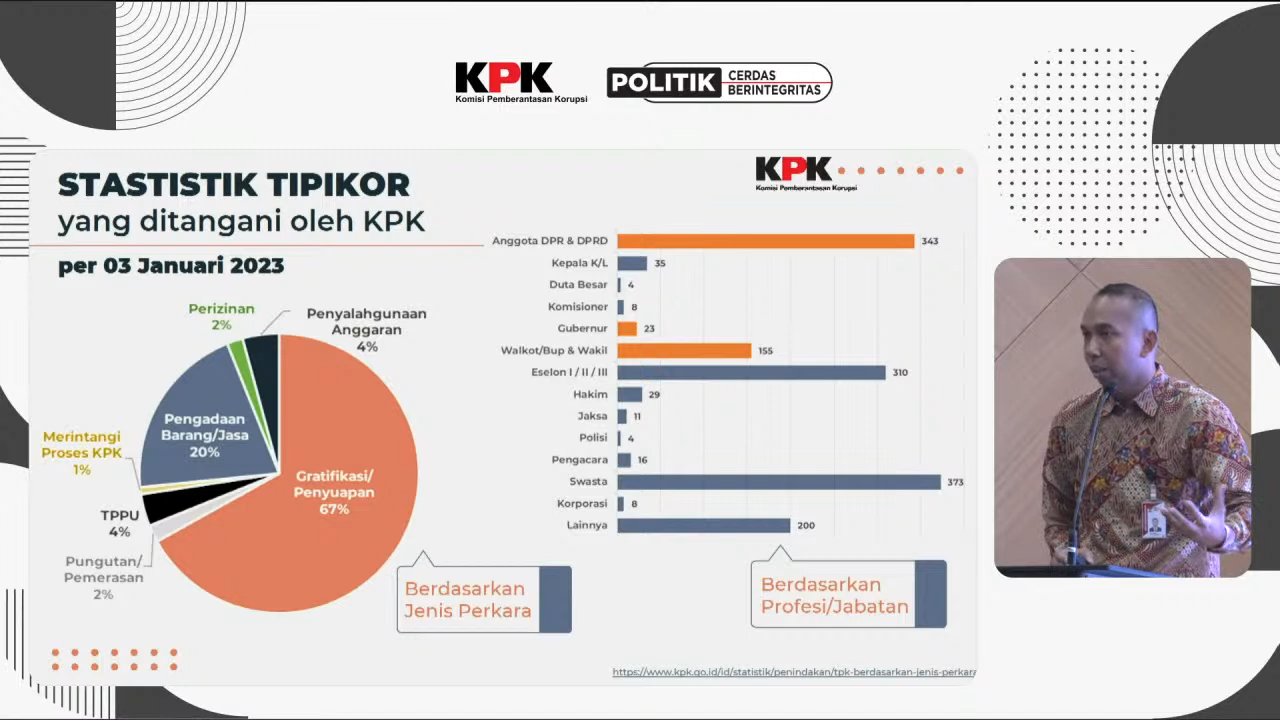 KPK
Komisi Pemberantasan Korupsi
POLITIK
CERDAS
BERINTEGRITAS
STASTISTIK TIPIKOR
yang ditangani oleh KPK
per 03 Januari 2023
KPK
Komisi Pemberantasan Korupsi
Perizinan
2%
Penyalahgunaan
Anggaran
4%
Pengadaan
Barang/Jasa
20%
Merintangi
Proses KPK
1%
Gratifikasi/
Penyuapan
67%
TPPU
4%
Pungutan/
Pemerasan
2%
Berdasarkan
Jenis Perkara
Anggota DPR & DPRD 343
Kepala K/L 35
Duta Besar 4
Komisioner 8
Gubernur 23
Walkot/Bup & Wakil 155
Eselon I / II / III 310
Hakim 29
Jaksa 11
Polisi 4
Pengacara 16
Swasta 373
Korporasi 8
Lainnya 200
Berdasarkan
Profesi/Jabatan
https://www.kpk.go.id/id/statistik/penindakan/tpk-berdasarkan-jenis-perkara